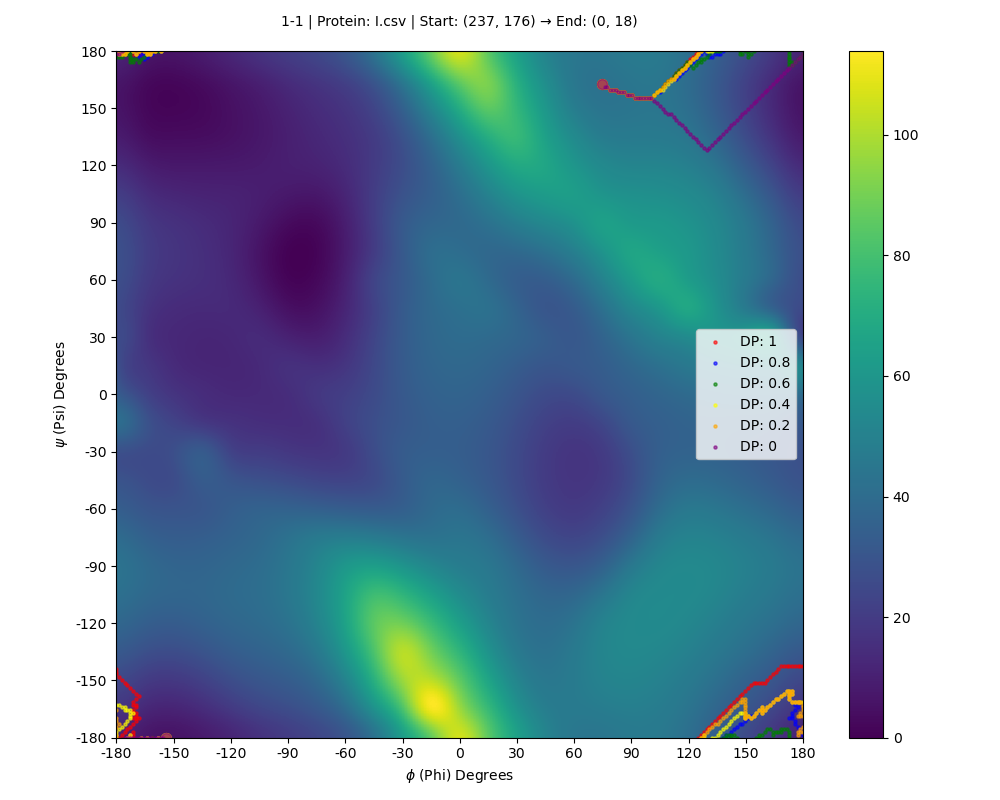 1-1 | Protein: I.csv | Start: (237, 176) → End: (0, 18)
180
150
120
90
60
30
0
-30
-60
-90
-120
-150
-180
ψ (Psi) Degrees
-180 -150 -120 -90 -60 -30 0 30 60 90 120 150 180
ϕ (Phi) Degrees
DP: 1
DP: 0.8
DP: 0.6
DP: 0.4
DP: 0.2
DP: 0
100
80
60
40
20
0